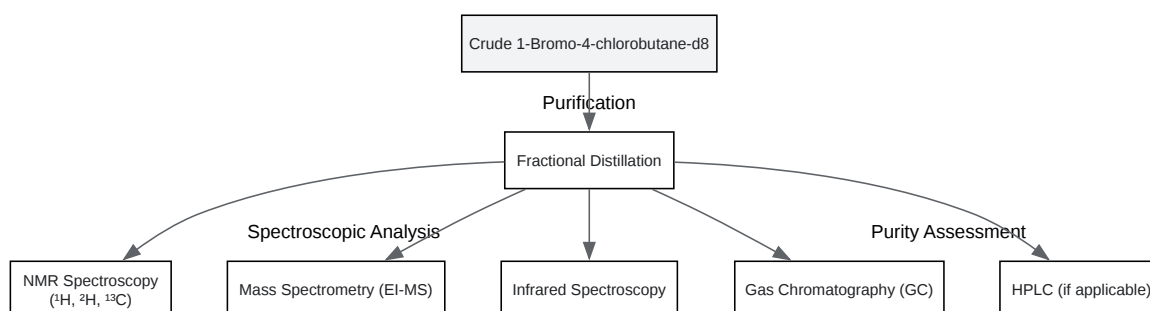 Crude 1-Bromo-4-chlorobutane-d8
Purification
Fractional Distillation
Spectroscopic Analysis
Purity Assessment
NMR Spectroscopy
(¹H, ²H, ¹³C)
Mass Spectrometry (EI-MS)
Infrared Spectroscopy
Gas Chromatography (GC)
HPLC (if applicable)